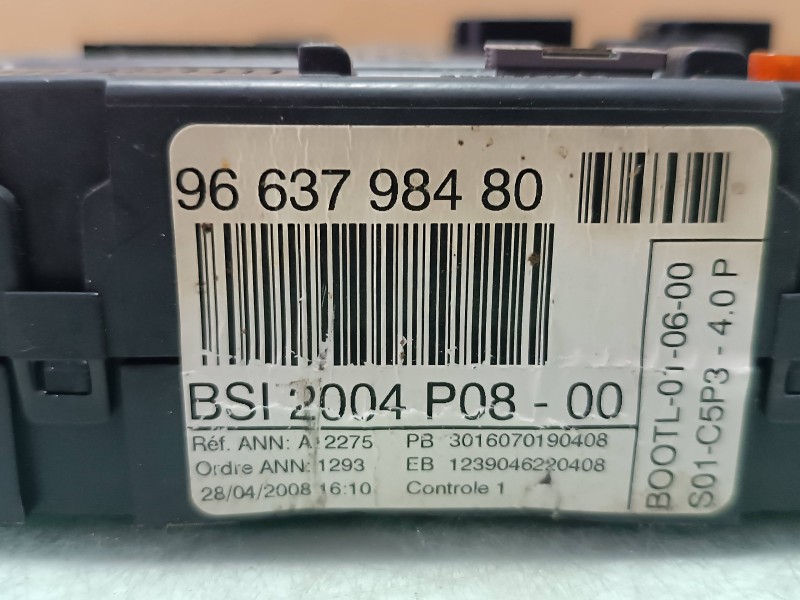 96 637 984 80
BSI 2004 P08 - 00
Réf. ANN: A 2275 PB 3016070190408
Ordre ANN: 1293 EB 1239046220408
28/04/2008 16:10 Controle 1
BOOTL-01-06-00
S01-C5P3 - 4.0 P